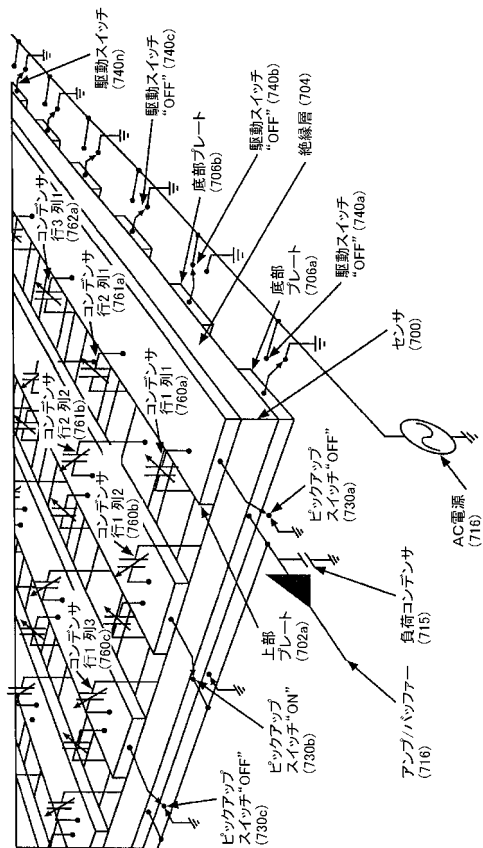 駆動スイッチ
(740n)
駆動スイッチ
"OFF" (740c)
底部プレート
(706b)
駆動スイッチ
"OFF" (740b)
絶縁層 (704)
底部
プレート
(706a)
駆動スイッチ
"OFF" (740a)
センサ
(700)
AC電源
(716)
コンデンサ
行3 列1
(762a)
コンデンサ
行2 列1
(761a)
コンデンサ
行1 列1
(760a)
コンデンサ
行2 列2
(761b)
コンデンサ
行1 列2
(760b)
コンデンサ
行1 列3
(760c)
上部
プレート
(702a)
ピックアップ
スイッチ"OFF"
(730a)
負荷コンデンサ
(715)
アンプ/バッファー
(716)
ピックアップ
スイッチ"ON"
(730b)
ピックアップ
スイッチ"OFF"
(730c)